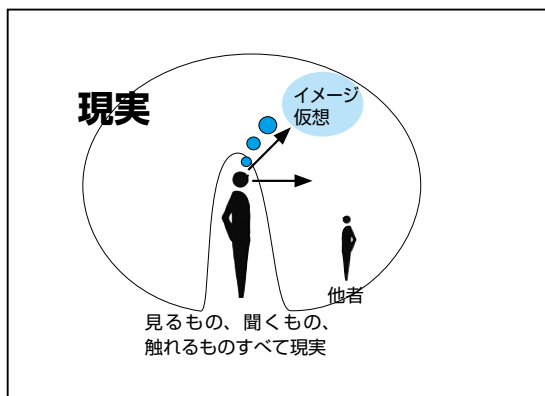 現実
イメージ
仮想
他者
見るもの、聞くもの、
触れるものすべて現実